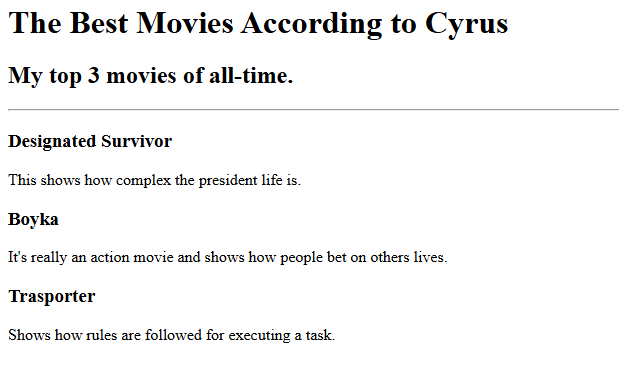 The Best Movies According to Cyrus
My top 3 movies of all-time.
Designated Survivor
This shows how complex the president life is.
Boyka
It's really an action movie and shows how people bet on others lives.
Trasporter
Shows how rules are followed for executing a task.